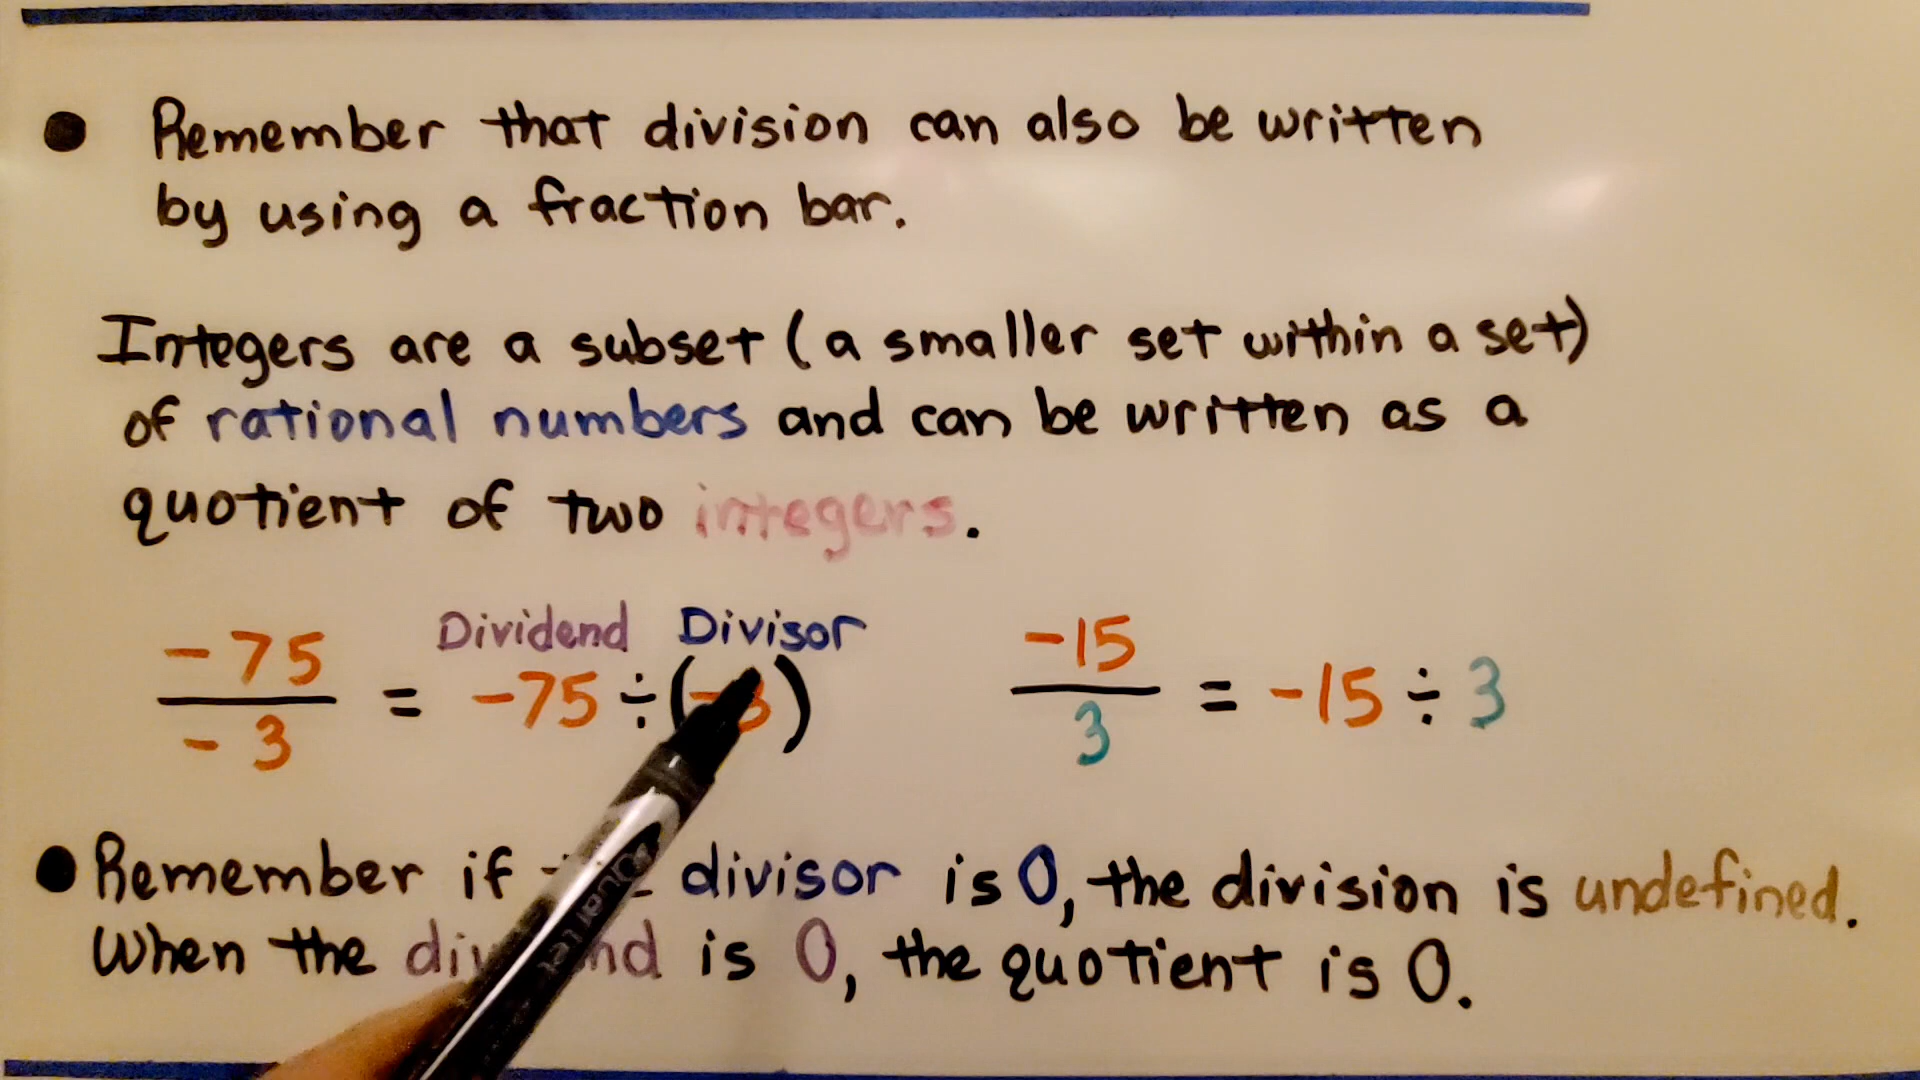 Remember that division can also be written
by using a fraction bar.
Integers are a subset (a smaller set within a set)
of rational numbers and can be written as a
quotient of two integers.
Dividend Divisor
-75 / -3 = -75 ÷ (-3)
-15 / 3 = -15 ÷ 3
Remember if divisor is 0, the division is undefined.
When the is 0, the quotient is 0.